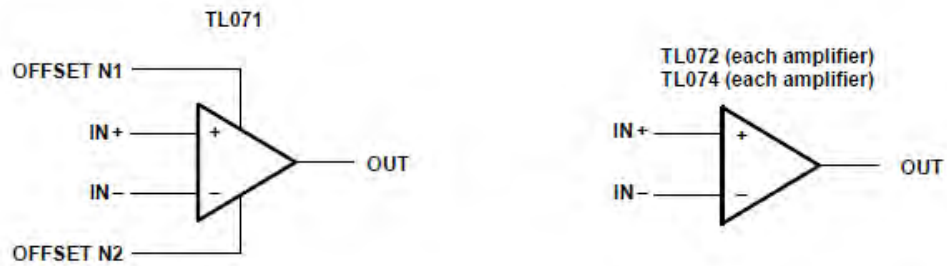 TL071
OFFSET N1
IN+
+
IN−
−
OUT
OFFSET N2
TL072 (each amplifier)
TL074 (each amplifier)
IN+
+
IN−
−
OUT